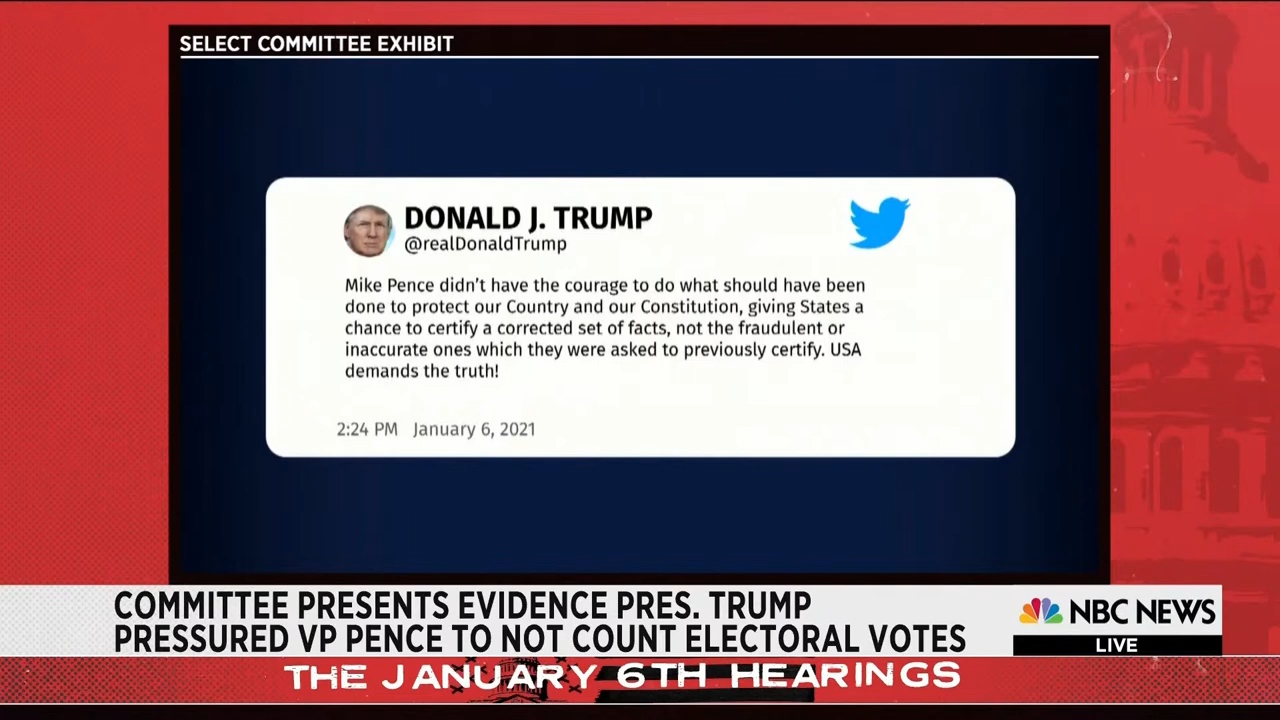 SELECT COMMITTEE EXHIBIT
DONALD J. TRUMP
@realDonaldTrump
Mike Pence didn’t have the courage to do what should have been
done to protect our Country and our Constitution, giving States a
chance to certify a corrected set of facts, not the fraudulent or
inaccurate ones which they were asked to previously certify. USA
demands the truth!
2:24 PM January 6, 2021
COMMITTEE PRESENTS EVIDENCE PRES. TRUMP
PRESSURED VP PENCE TO NOT COUNT ELECTORAL VOTES
NBC NEWS
LIVE
THE JANUARY 6TH HEARINGS